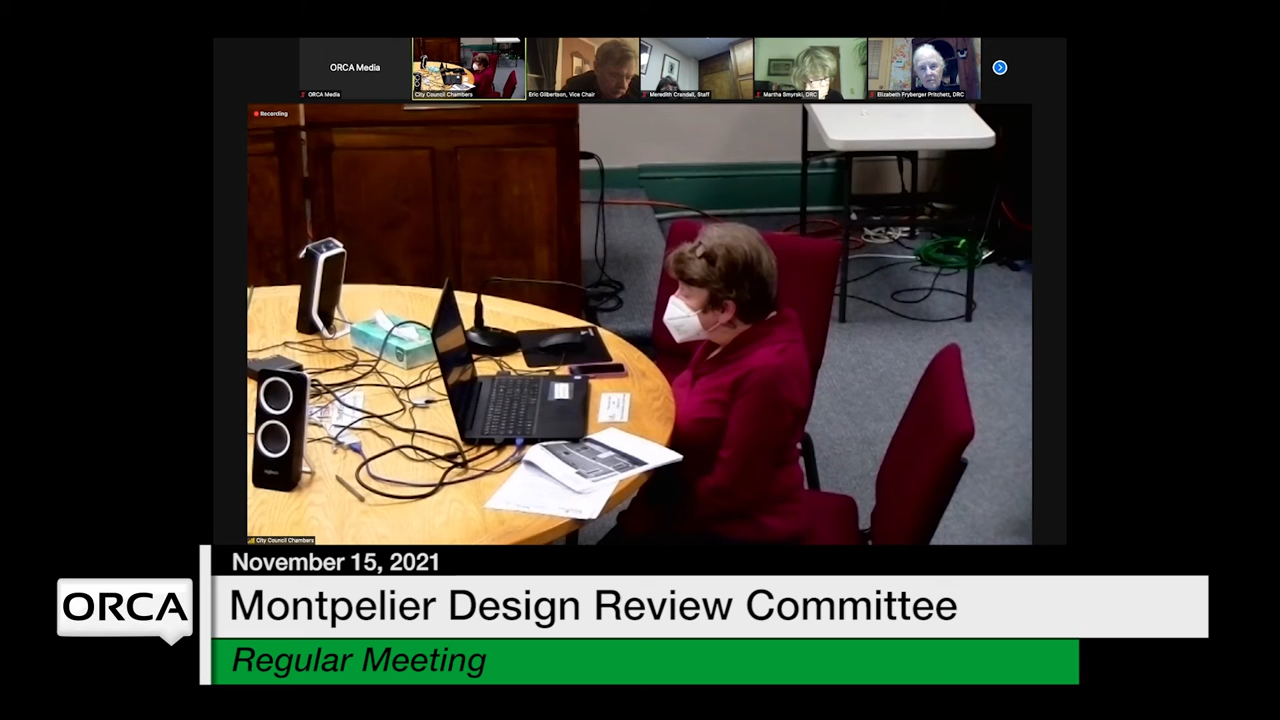 ORCA Media
ORCA Media
City Council Chambers
Eric Gilbertson, Vice Chair
Meredith Crandall, Staff
Martha Smyrski, DRC
Elizabeth Fryberger Pritchett, DRC
Recording
City Council Chambers
November 15, 2021
ORCA
Montpelier Design Review Committee
Regular Meeting